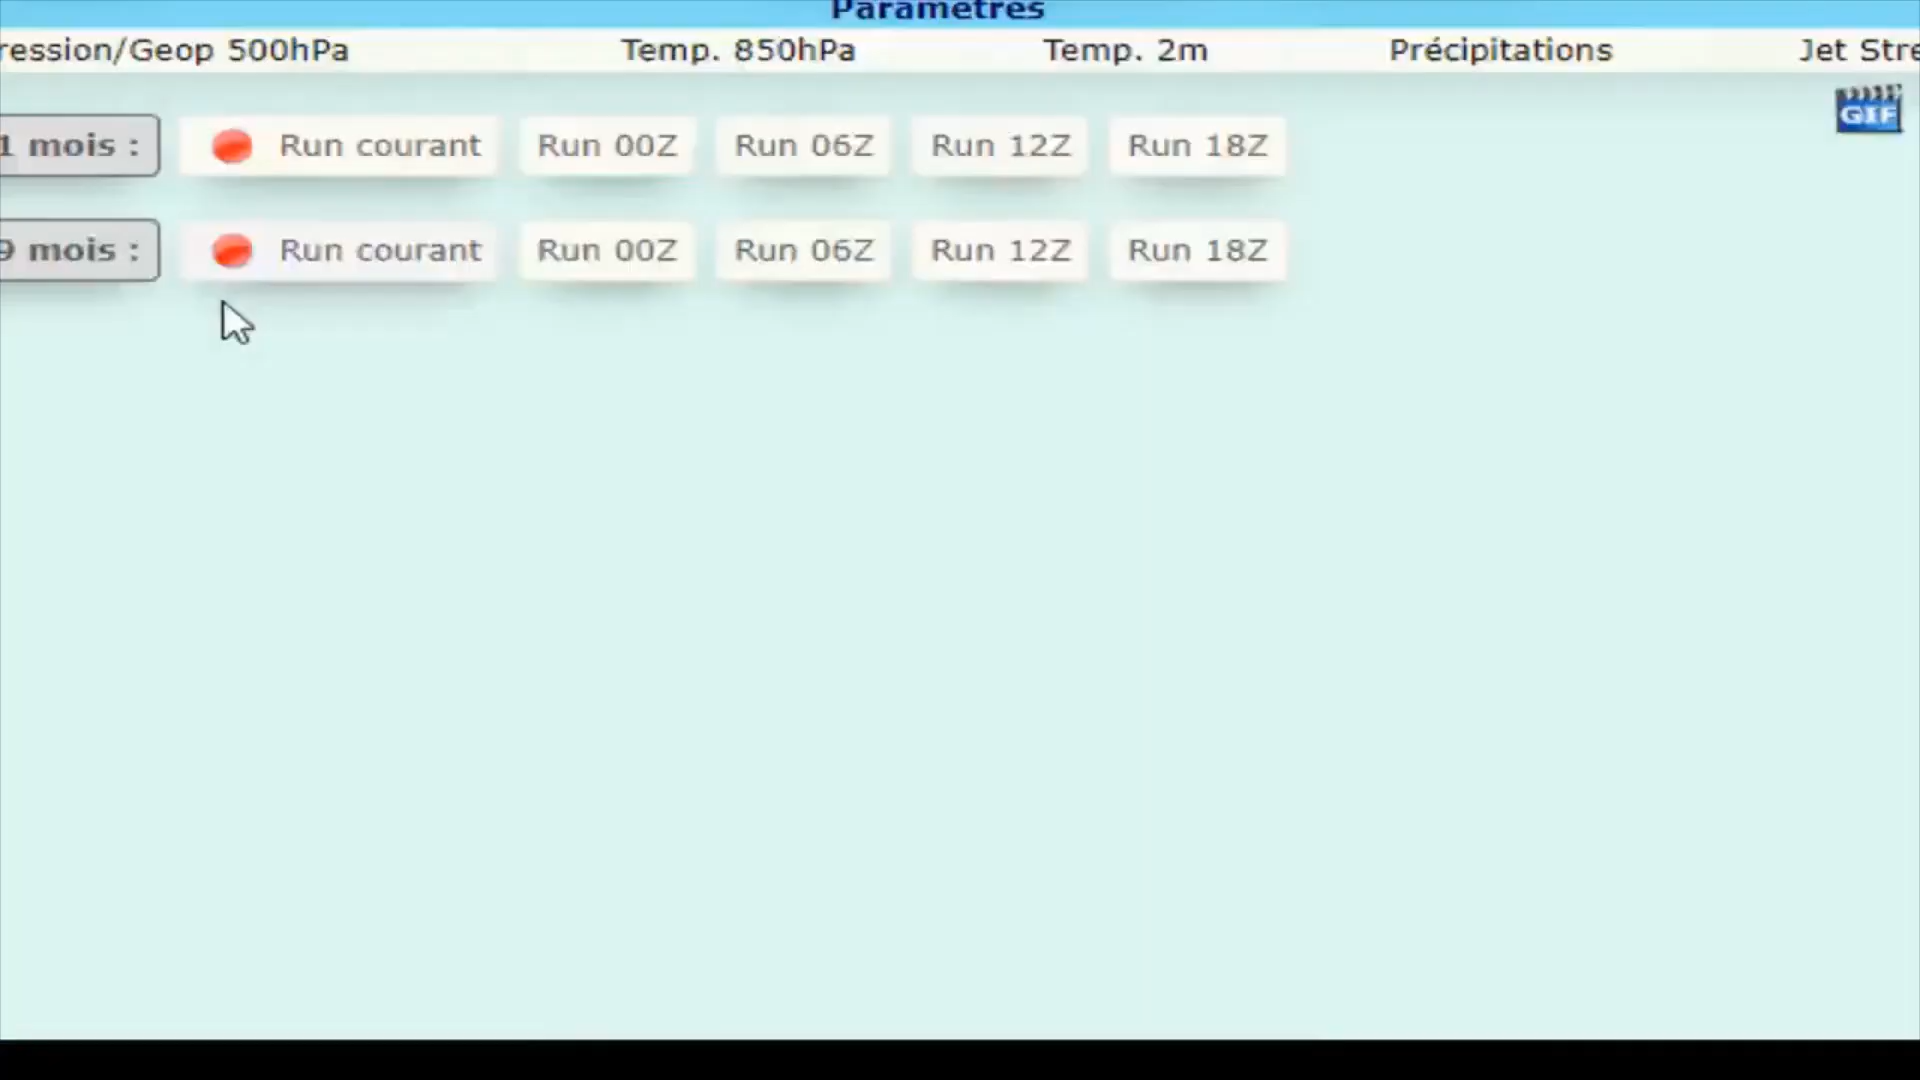 Paramètres
ression/Geop 500hPa Temp. 850hPa Temp. 2m Précipitations Jet Stre
GIF
1 mois : Run courant Run 00Z Run 06Z Run 12Z Run 18Z
9 mois : Run courant Run 00Z Run 06Z Run 12Z Run 18Z